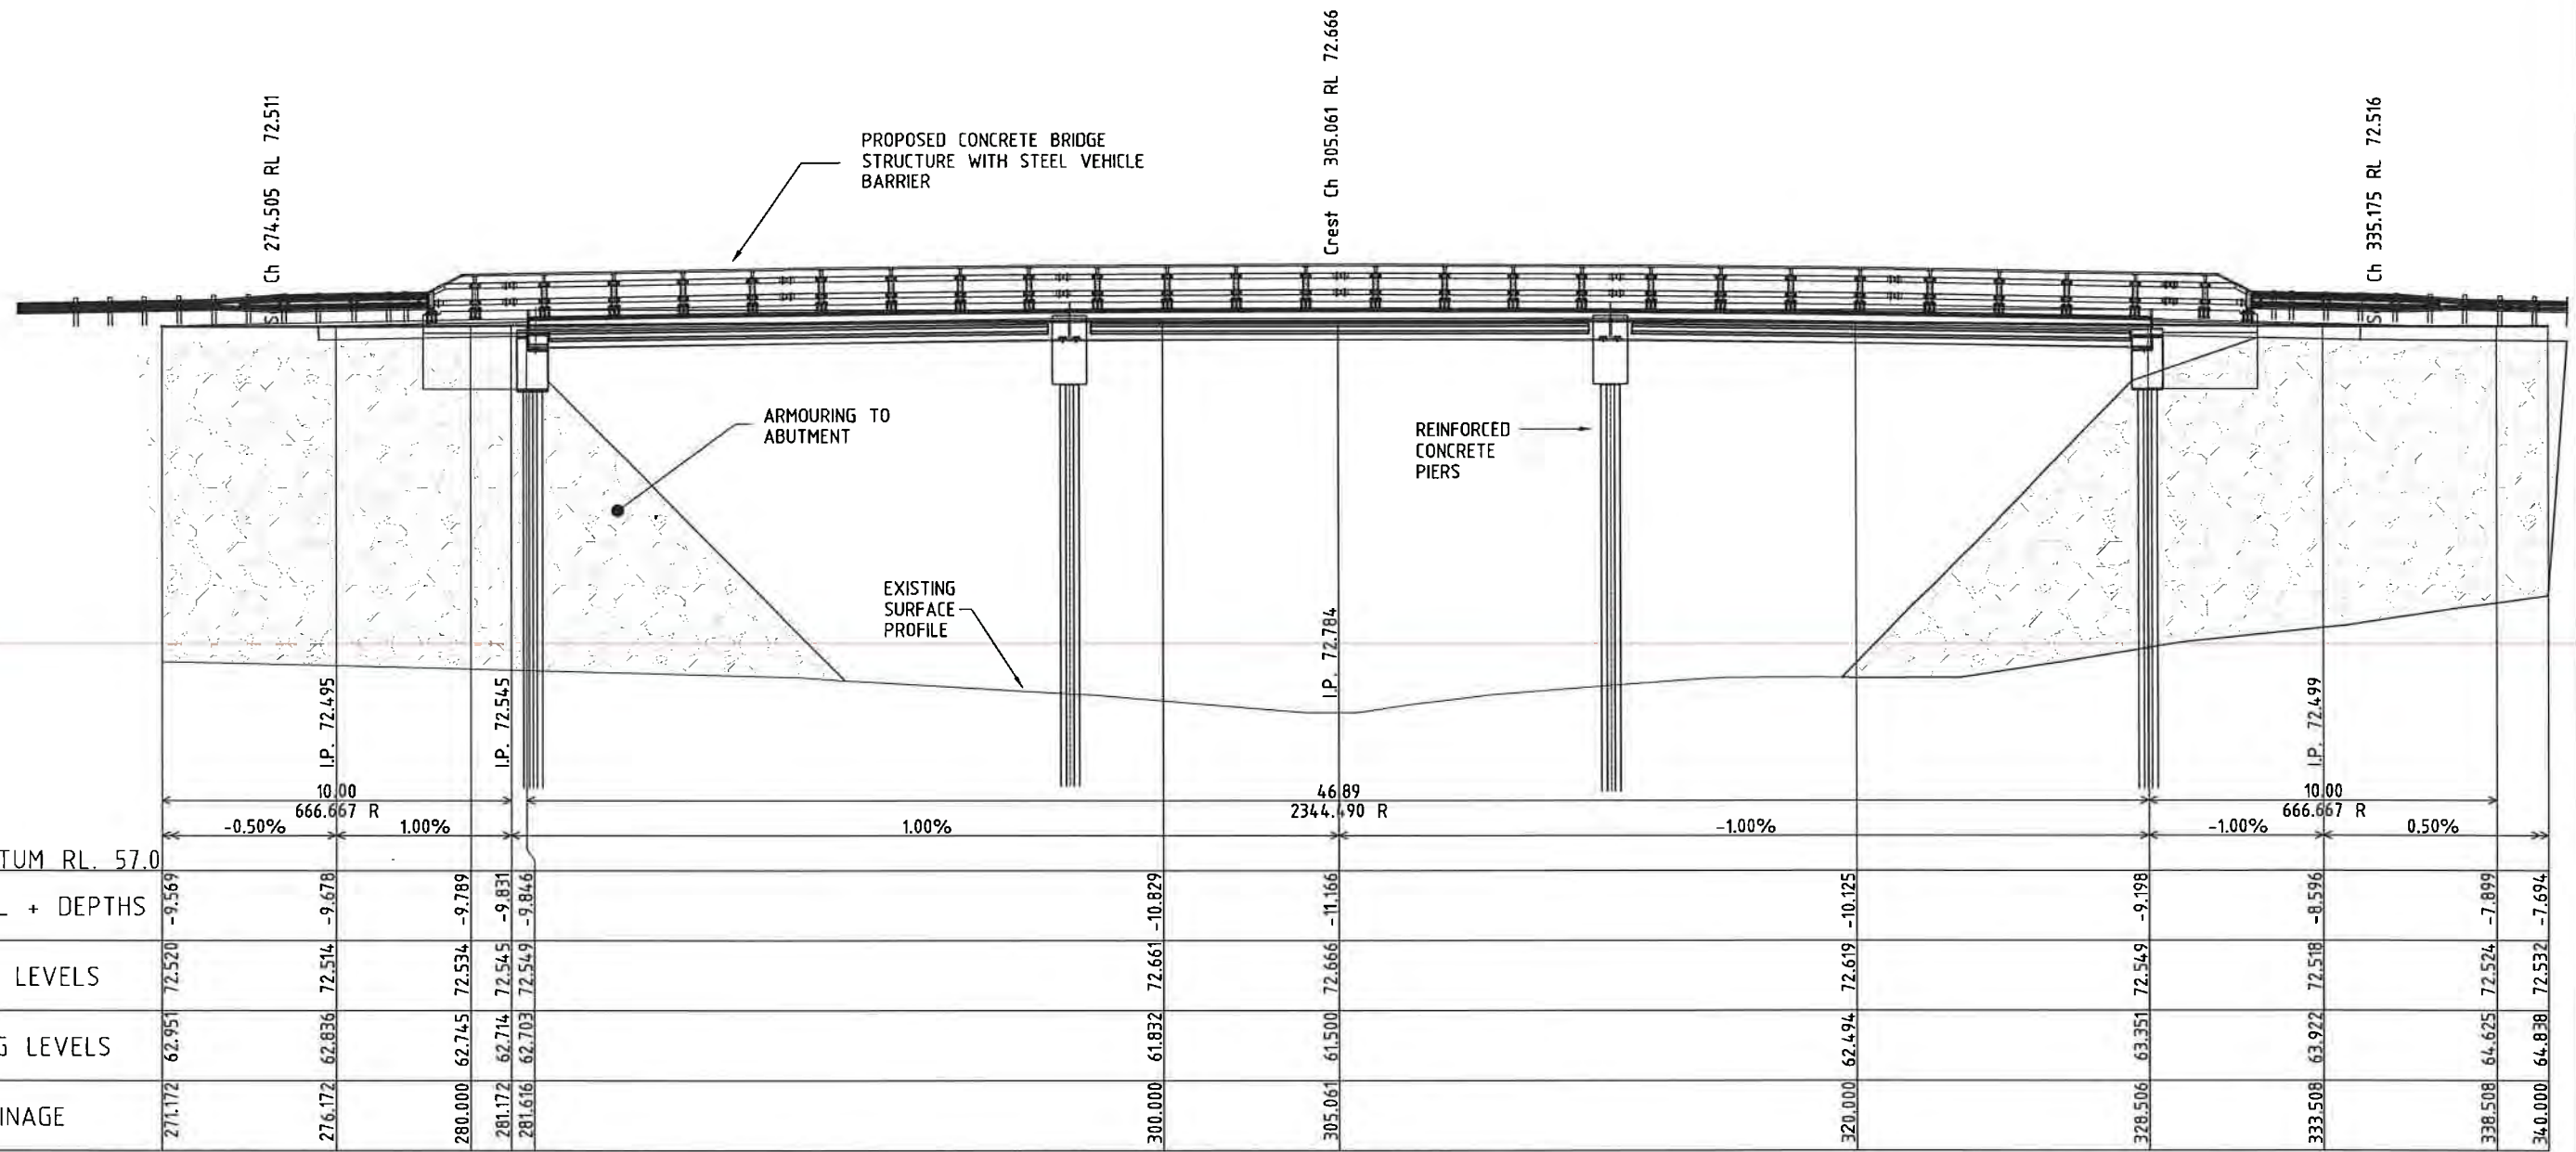 Ch 274.505 RL 72.511
Crest Ch 305.061 RL 72.666
Ch 335.175 RL 72.516
PROPOSED CONCRETE BRIDGE
STRUCTURE WITH STEEL VEHICLE
BARRIER
S
S
ARMOURING TO
ABUTMENT
REINFORCED
CONCRETE
PIERS
EXISTING
SURFACE
PROFILE
I.P. 72.495
I.P. 72.545
I.P. 72.784
I.P. 72.499
10.00 46.89 10.00
666.667 R 2344.490 R 666.667 R
-0.50% 1.00% 1.00% -1.00% -1.00% 0.50%
TUM RL. 57.0
L + DEPTHS -9.569 -9.678 -9.789 -9.831 -9.846 -10.829 -11.166 -10.125 -9.198 -8.596 -7.899 -7.694
LEVELS 72.520 72.514 72.534 72.545 72.549 72.661 72.666 72.619 72.549 72.518 72.524 72.532
G LEVELS 62.951 62.836 62.745 62.714 62.703 61.832 61.500 62.494 63.351 63.922 64.625 64.838
INAGE 271.172 276.172 280.000 281.172 281.616 300.000 305.061 320.000 328.506 333.508 338.508 340.000